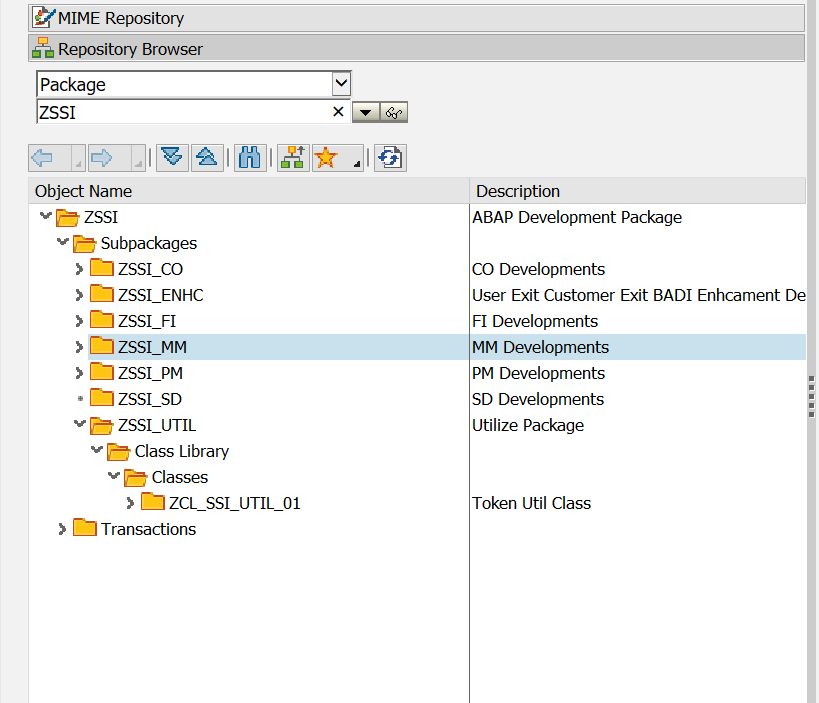 MIME Repository
Repository Browser
Package
ZSSI
Object Name Description
ZSSI ABAP Development Package
Subpackages
ZSSI_CO CO Developments
ZSSI_ENHC User Exit Customer Exit BADI Enhcament De
ZSSI_FI FI Developments
ZSSI_MM MM Developments
ZSSI_PM PM Developments
ZSSI_SD SD Developments
ZSSI_UTIL Utilize Package
Class Library
Classes
ZCL_SSI_UTIL_01 Token Util Class
Transactions